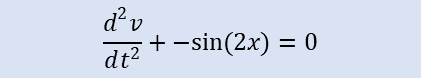 d²v/dt² + −sin(2x) = 0